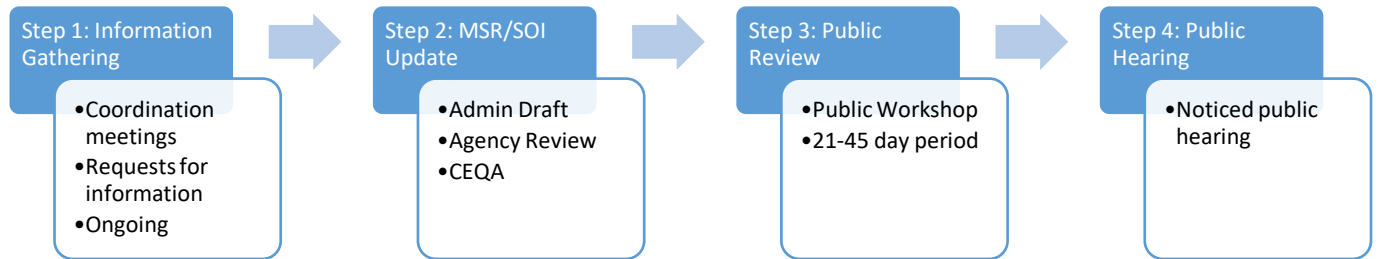 Step 1: Information
Gathering
•Coordination
meetings
•Requests for
information
•Ongoing
Step 2: MSR/SOI
Update
•Admin Draft
•Agency Review
•CEQA
Step 3: Public
Review
•Public Workshop
•21-45 day period
Step 4: Public
Hearing
•Noticed public
hearing